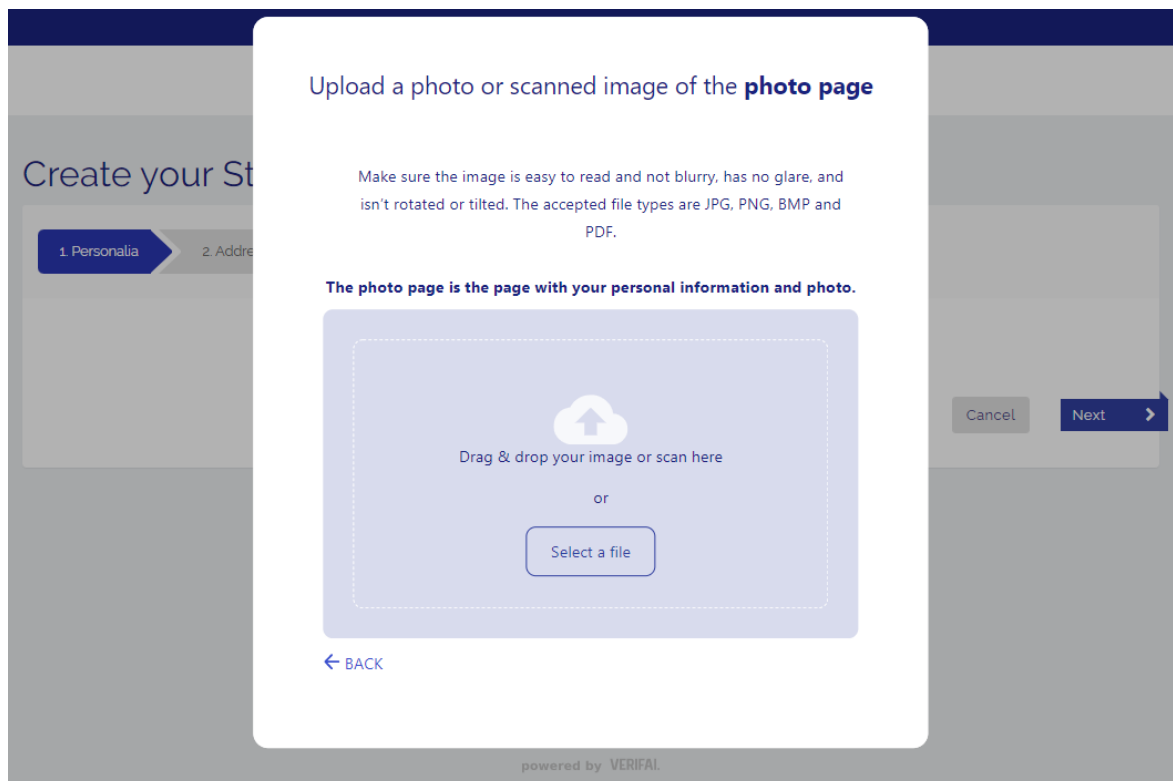 Upload a photo or scanned image of the photo page
Create your St
Make sure the image is easy to read and not blurry, has no glare, and
isn't rotated or tilted. The accepted file types are JPG, PNG, BMP and
PDF.
1. Personalia
2. Addre
The photo page is the page with your personal information and photo.
Drag & drop your image or scan here
or
Select a file
Cancel
Next
BACK
powered by VERIFAI.